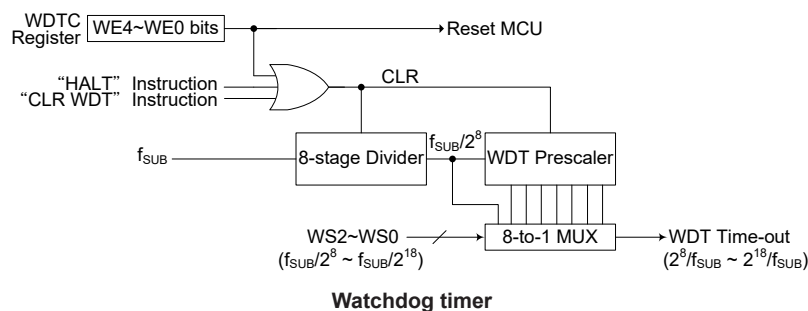 WDTC
Register
WE4~WE0 bits
Reset MCU
“HALT” Instruction
“CLR WDT” Instruction
CLR
fSUB
8-stage Divider
fSUB/2^8
WDT Prescaler
WS2~WS0
(fSUB/2^8 ~ fSUB/2^18)
8-to-1 MUX
WDT Time-out
(2^8/fSUB ~ 2^18/fSUB)
Watchdog timer